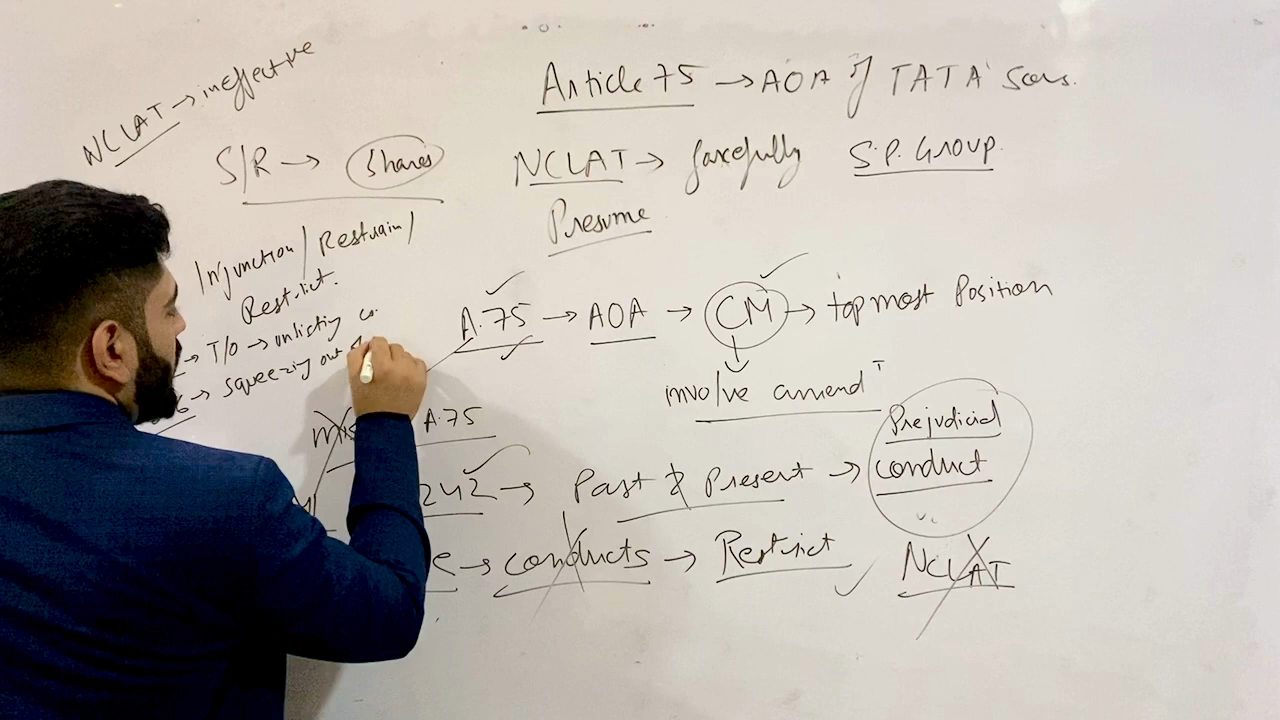 NCLAT → ineffective
Article 75 → AOA of TATA Sons.
S/R → Shares
NCLAT → forcefully S.P. GROUP.
Presume
Injunction / Restrain /
Restrict.
→ T/O → unlisting co.
→ squeezing out
A.75 → AOA → CM → topmost Position
involve amend T
A.75
242 → Past & Present → Prejudicial conduct
→ conducts → Restrict
NCLAT